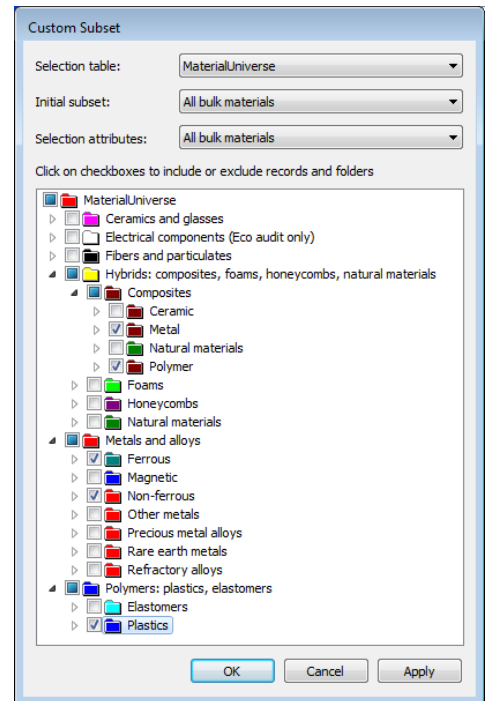 Custom Subset
Selection table: MaterialUniverse
Initial subset: All bulk materials
Selection attributes: All bulk materials
Click on checkboxes to include or exclude records and folders
MaterialUniverse
Ceramics and glasses
Electrical components (Eco audit only)
Fibers and particulates
Hybrids: composites, foams, honeycombs, natural materials
Composites
Ceramic
Metal
Natural materials
Polymer
Foams
Honeycombs
Natural materials
Metals and alloys
Ferrous
Magnetic
Non-ferrous
Other metals
Precious metal alloys
Rare earth metals
Refractory alloys
Polymers: plastics, elastomers
Elastomers
Plastics
OK Cancel Apply